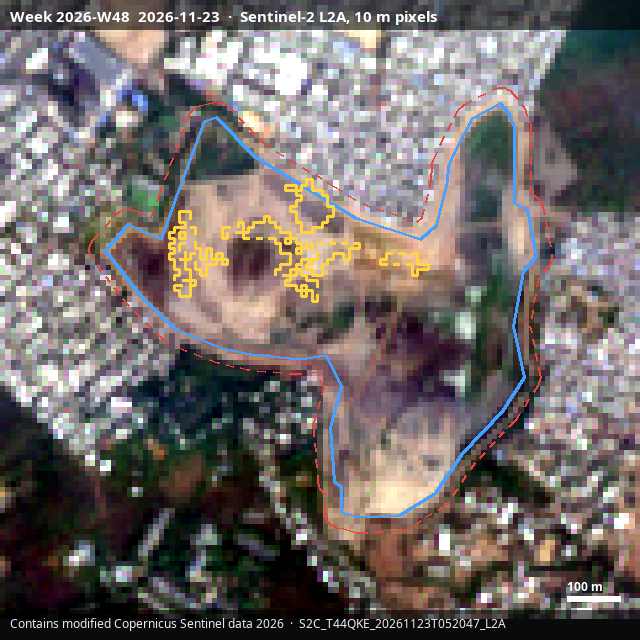 Week 2026-W48  2026-11-23  ·  Sentinel-2 L2A, 10 m pixels
100 m
Contains modified Copernicus Sentinel data 2026  ·  S2C_T44QKE_20261123T052047_L2A